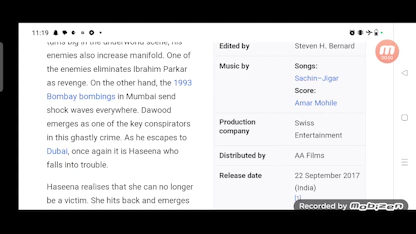 11:19
turns big in the underworld scene, his
enemies also increase manifold. One of
the enemies eliminates Ibrahim Parkar
as revenge. On the other hand, the 1993
Bombay bombings in Mumbai send
shock waves everywhere. Dawood
emerges as one of the key conspirators
in this ghastly crime. As he escapes to
Dubai, once again it is Haseena who
falls into trouble.
Haseena realises that she can no longer
be a victim. She hits back and emerges
Edited by Steven H. Bernard
Music by Songs:
Sachin–Jigar
Score:
Amar Mohile
Production Swiss
company Entertainment
Distributed by AA Films
Release date 22 September 2017
(India)
[1]
Recorded by mobizen